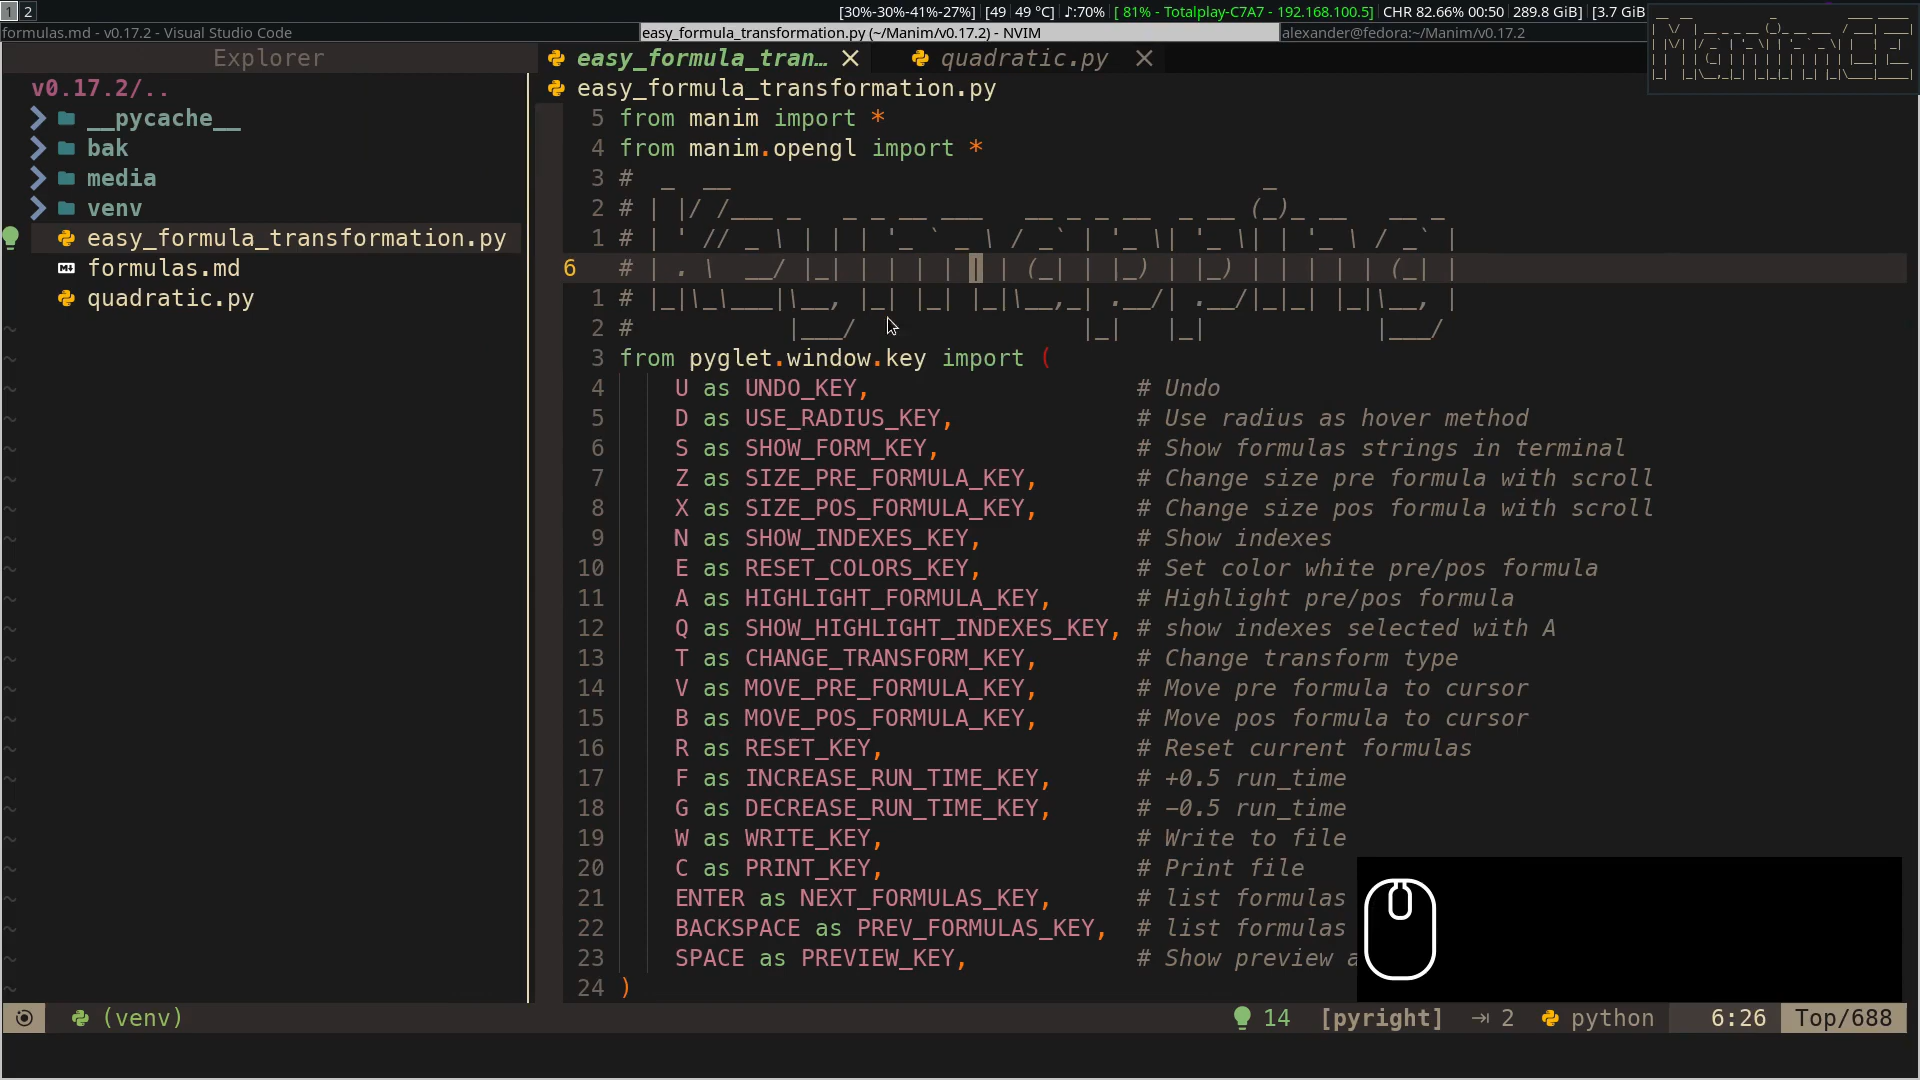 1 2 [30%-30%-41%-27%] [49 49 ºC] ♪:70% [ 81% - Totalplay-C7A7 - 192.168.100.5] CHR 82.66% 00:50 289.8 GiB] [3.7 GiB
formulas.md - v0.17.2 - Visual Studio Code easy_formula_transformation.py (~/Manim/v0.17.2) - NVIM alexander@fedora:~/Manim/v0.17.2
Manim CE
Explorer
v0.17.2/..
__pycache__
bak
media
venv
easy_formula_transformation.py
formulas.md
quadratic.py
easy_formula_tran… quadratic.py
easy_formula_transformation.py
5 from manim import *
4 from manim.opengl import *
3 #
2 #
1 # Keymapping
6 #
1 #
2 #
3 from pyglet.window.key import (
4 U as UNDO_KEY, # Undo
5 D as USE_RADIUS_KEY, # Use radius as hover method
6 S as SHOW_FORM_KEY, # Show formulas strings in terminal
7 Z as SIZE_PRE_FORMULA_KEY, # Change size pre formula with scroll
8 X as SIZE_POS_FORMULA_KEY, # Change size pos formula with scroll
9 N as SHOW_INDEXES_KEY, # Show indexes
10 E as RESET_COLORS_KEY, # Set color white pre/pos formula
11 A as HIGHLIGHT_FORMULA_KEY, # Highlight pre/pos formula
12 Q as SHOW_HIGHLIGHT_INDEXES_KEY, # show indexes selected with A
13 T as CHANGE_TRANSFORM_KEY, # Change transform type
14 V as MOVE_PRE_FORMULA_KEY, # Move pre formula to cursor
15 B as MOVE_POS_FORMULA_KEY, # Move pos formula to cursor
16 R as RESET_KEY, # Reset current formulas
17 F as INCREASE_RUN_TIME_KEY, # +0.5 run_time
18 G as DECREASE_RUN_TIME_KEY, # −0.5 run_time
19 W as WRITE_KEY, # Write to file
20 C as PRINT_KEY, # Print file
21 ENTER as NEXT_FORMULAS_KEY, # list formulas
22 BACKSPACE as PREV_FORMULAS_KEY, # list formulas
23 SPACE as PREVIEW_KEY, # Show preview
24 )
(venv) 14 [pyright] 2 python 6:26 Top/688